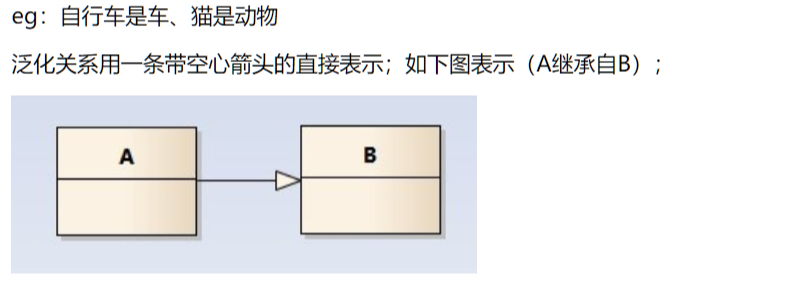 eg：自行车是车、猫是动物
泛化关系用一条带空心箭头的直接表示；如下图表示（A继承自B）；
A
B